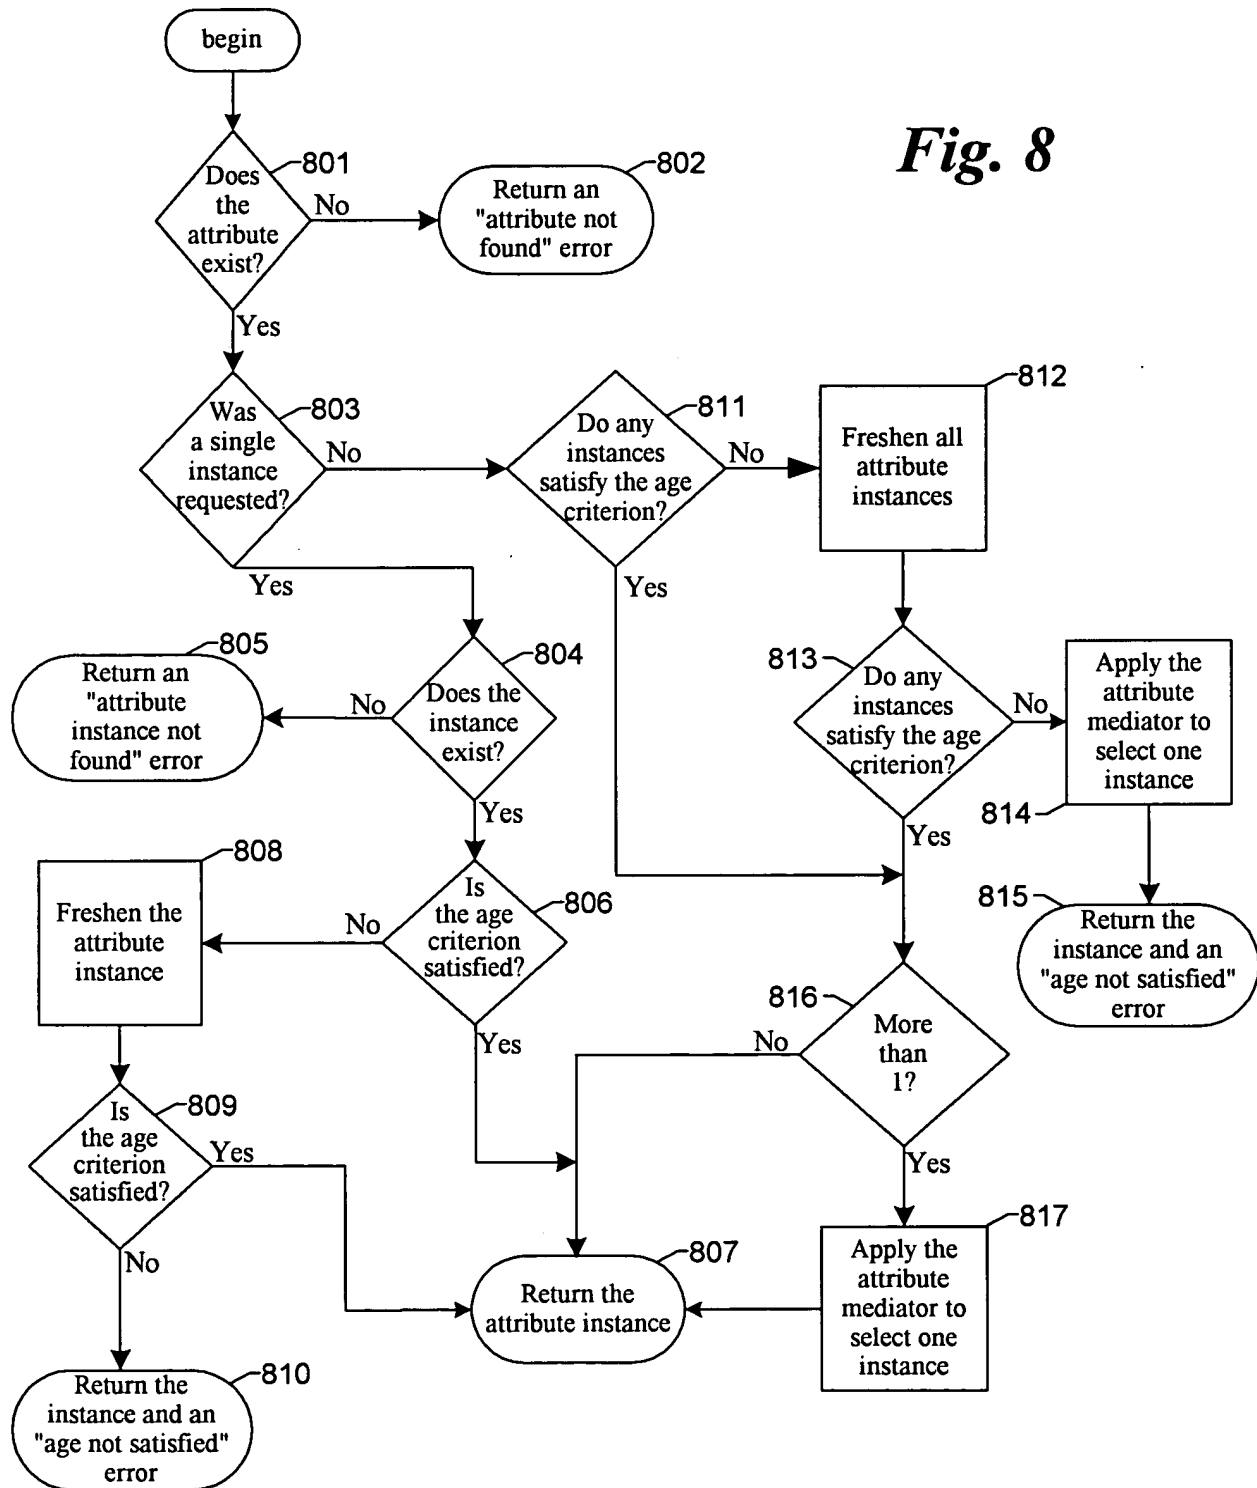 begin
Fig. 8
801
Does
the
attribute
exist?
No
802
Return an
"attribute not
found" error
Yes
803
Was
a single
instance
requested?
No
811
Do any
instances
satisfy the age
criterion?
No
812
Freshen all
attribute
instances
Yes
Yes
805
Return an
"attribute
instance not
found" error
No
804
Does the
instance
exist?
Yes
813
Do any
instances
satisfy the age
criterion?
No
Apply the
attribute
mediator to
select one
instance
814
Yes
815
Return the
instance and an
"age not satisfied"
error
808
Freshen the
attribute
instance
No
806
Is
the age
criterion
satisfied?
Yes
816
More
than
1?
No
Yes
809
Is
the age
criterion
satisfied?
Yes
No
807
Return the
attribute instance
817
Apply the
attribute
mediator to
select one
instance
810
Return the
instance and an
"age not satisfied"
error